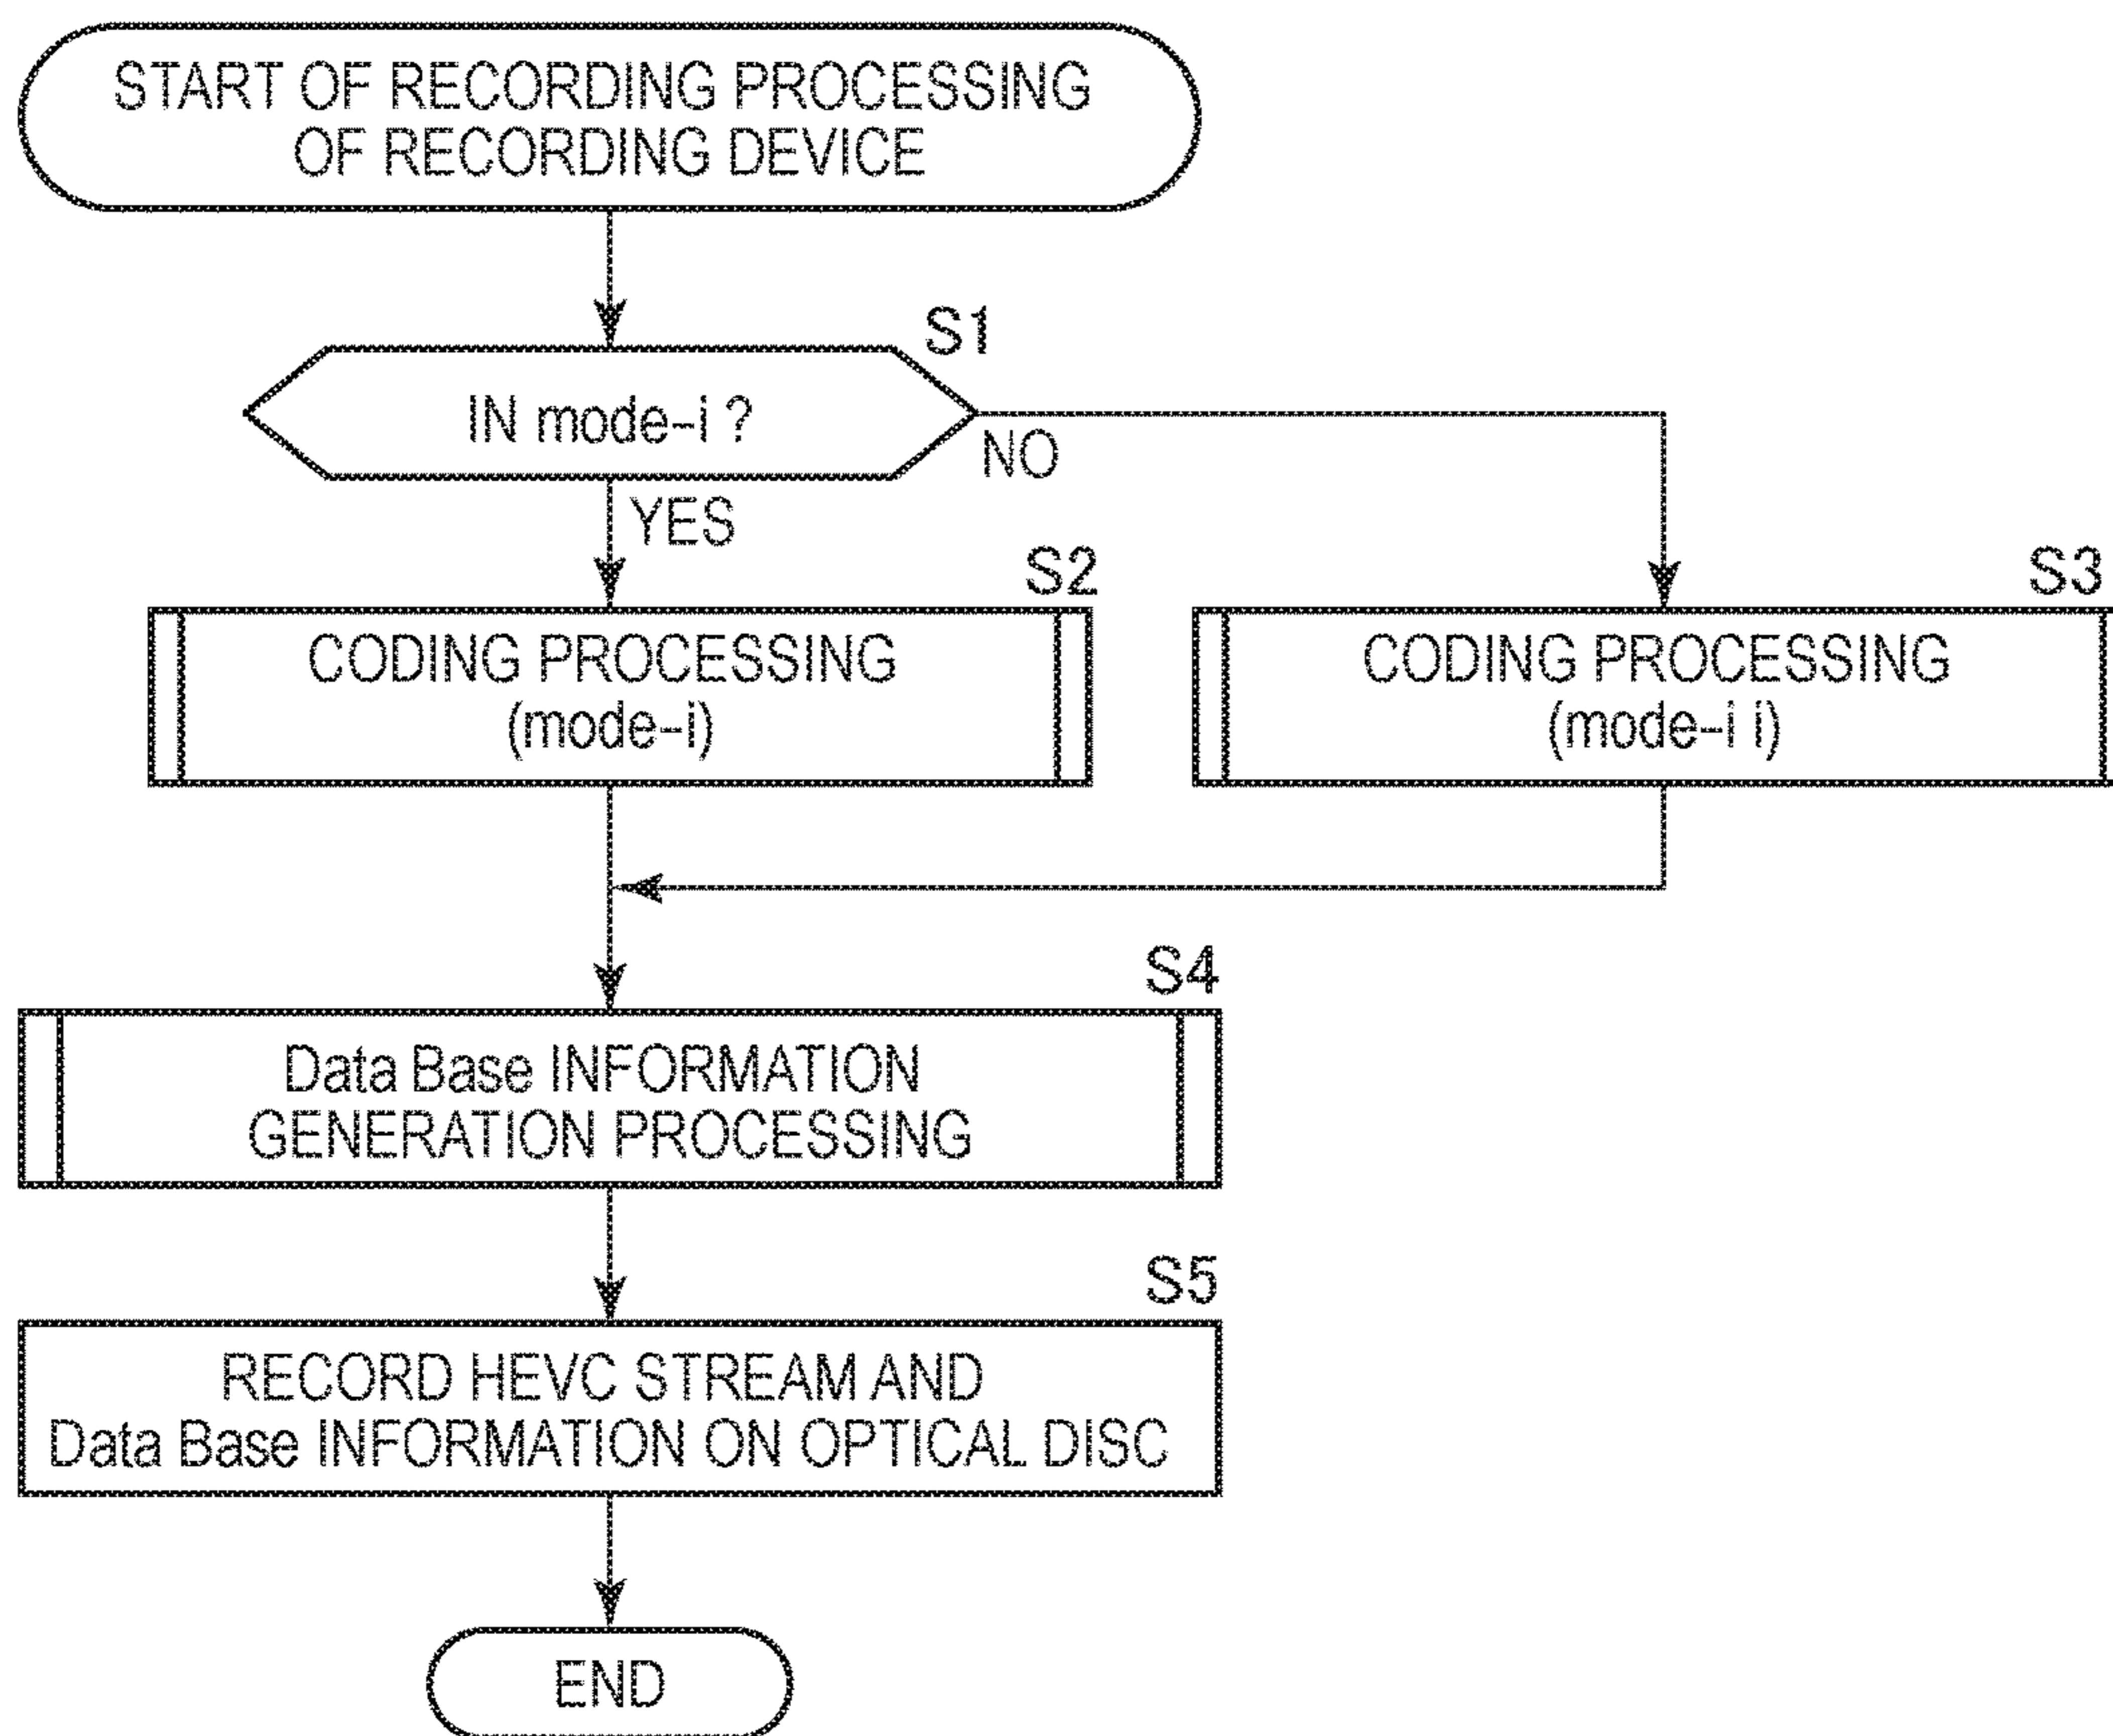 START OF RECORDING PROCESSING
OF RECORDING DEVICE
S1
IN mode-i ?
NO
YES
S2
S3
CODING PROCESSING
(mode-i)
CODING PROCESSING
(mode-i i)
S4
Data Base INFORMATION
GENERATION PROCESSING
S5
RECORD HEVC STREAM AND
Data Base INFORMATION ON OPTICAL DISC
END